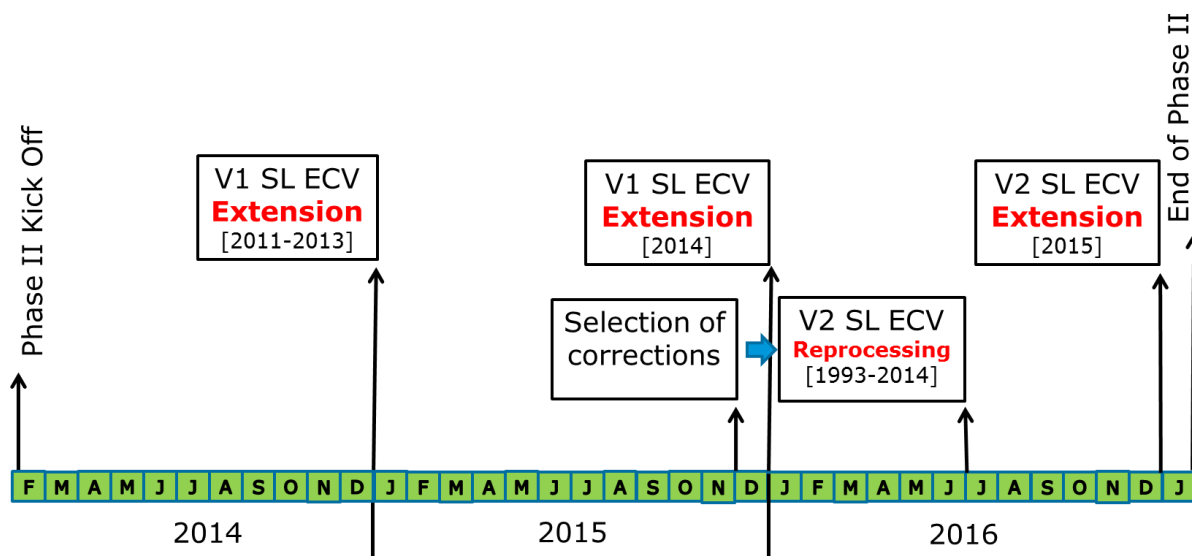 Phase II Kick Off
V1 SL ECV
Extension
[2011-2013]
V1 SL ECV
Extension
[2014]
V2 SL ECV
Extension
[2015]
End of Phase II
Selection of
corrections
V2 SL ECV
Reprocessing
[1993-2014]
F M A M J J A S O N D J F M A M J J A S O N D J F M A M J J A S O N D J
2014 2015 2016